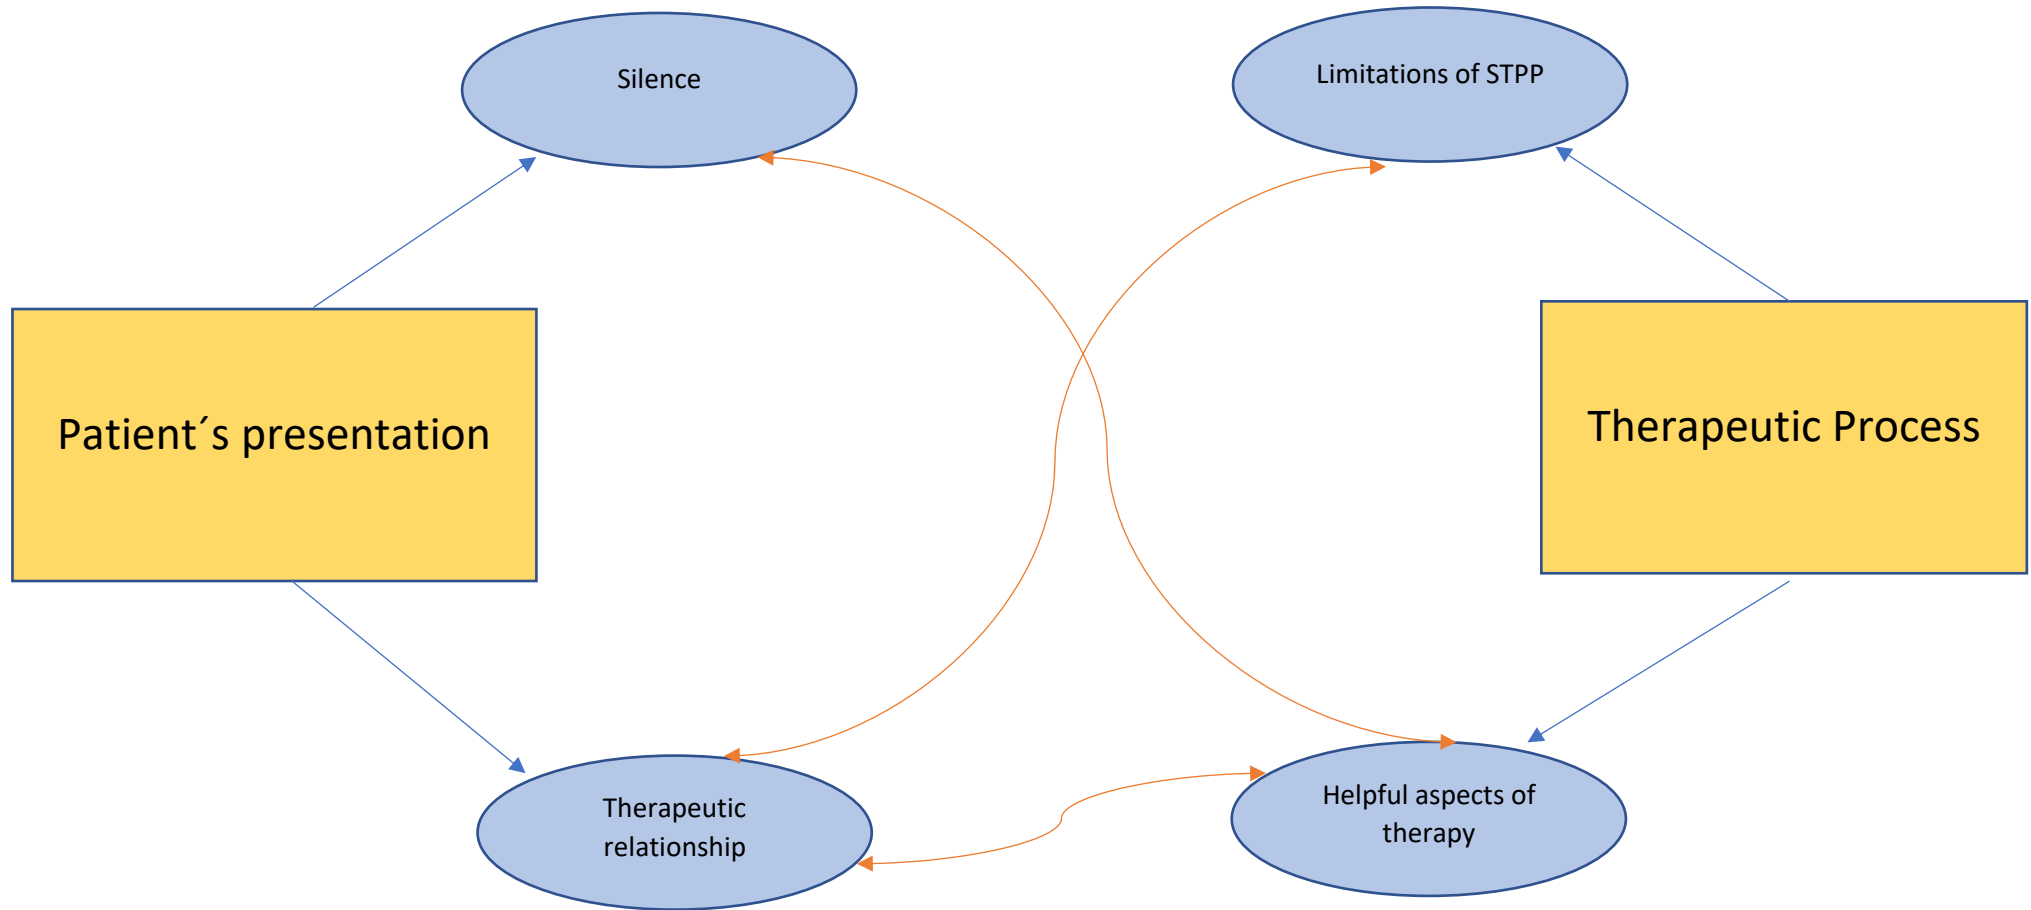 Silence
Limitations of STPP
Patient´s presentation
Therapeutic Process
Therapeutic
relationship
Helpful aspects of
therapy